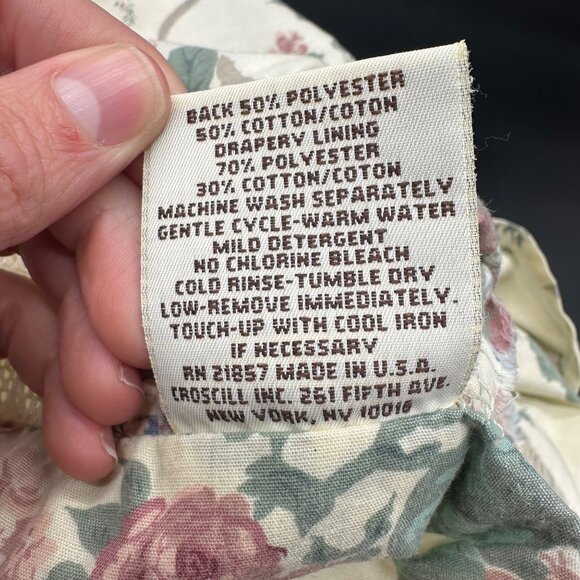 BACK 50% POLYESTER
50% COTTON/COTON
DRAPERY LINING
70% POLYESTER
30% COTTON/COTON
MACHINE WASH SEPARATELY
GENTLE CYCLE-WARM WATER
MILD DETERGENT
NO CHLORINE BLEACH
COLD RINSE-TUMBLE DRY
LOW-REMOVE IMMEDIATELY.
TOUCH-UP WITH COOL IRON
IF NECESSARY
RN 21857 MADE IN U.S.A.
CROSCILL INC. 261 FIFTH AVE.
NEW YORK, NY 10016